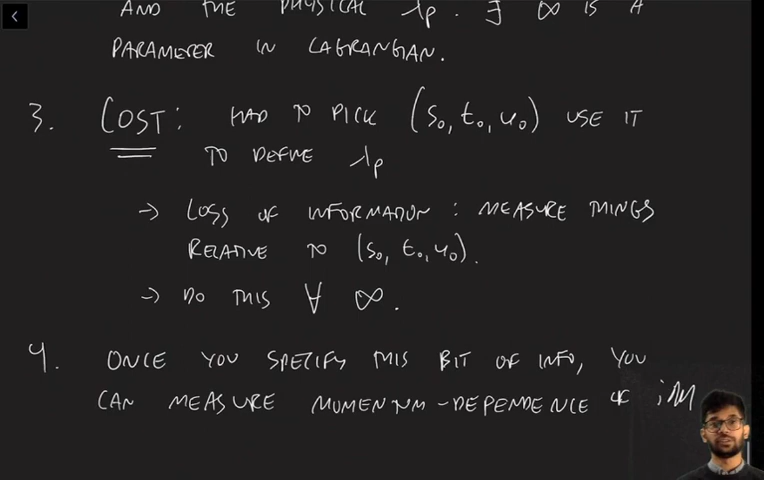 AND THE PHYSICAL λp. ∃ ∞ IS A
PARAMETER IN LAGRANGIAN.
3. COST: HAD TO PICK (s₀, t₀, u₀) USE IT
TO DEFINE λp
→ LOSS OF INFORMATION : MEASURE THINGS
RELATIVE TO (s₀, t₀, u₀).
→ DO THIS ∀ ∞.
4. ONCE YOU SPECIFY THIS BIT OF INFO, YOU
CAN MEASURE MOMENTUM-DEPENDENCE OF iM